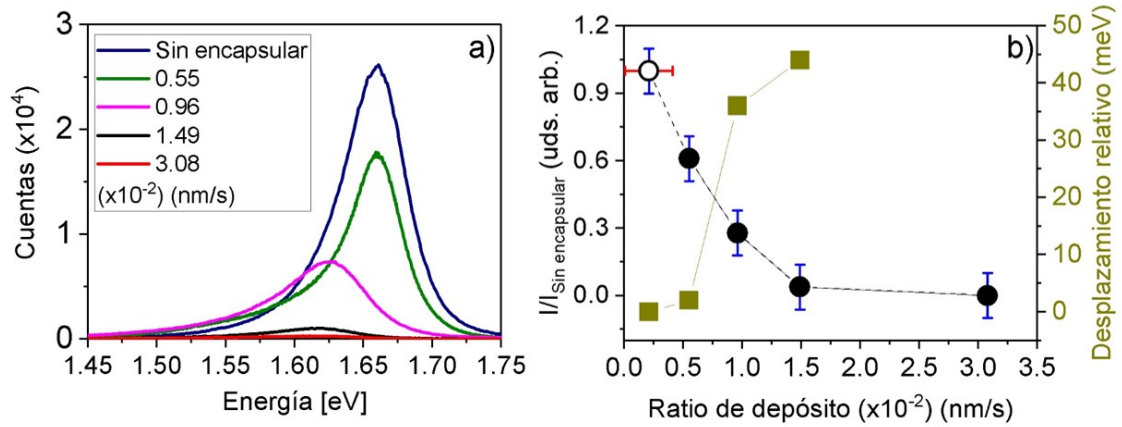 a)
Cuentas (x10⁴)
3
2
1
0
Sin encapsular
0.55
0.96
1.49
3.08
(x10⁻²) (nm/s)
1.45 1.50 1.55 1.60 1.65 1.70 1.75
Energía [eV]
b)
I/I_Sin encapsular (uds. arb.)
1.2
0.9
0.6
0.3
0.0
0.0 0.5 1.0 1.5 2.0 2.5 3.0 3.5
Ratio de depósito (x10⁻²) (nm/s)
50
40
30
20
10
0
Desplazamiento relativo (meV)